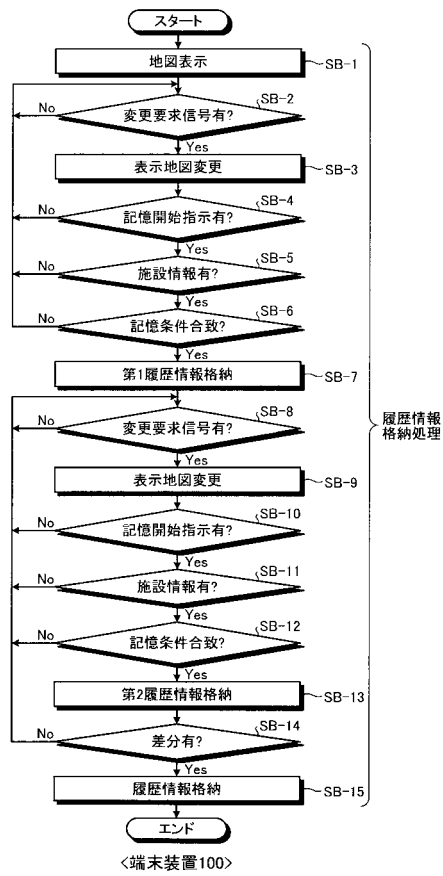 スタート
地図表示
SB-1
SB-2
変更要求信号有?
No
Yes
表示地図変更
SB-3
SB-4
記憶開始指示有?
No
Yes
SB-5
施設情報有?
No
Yes
SB-6
記憶条件合致?
No
Yes
第1履歴情報格納
SB-7
SB-8
変更要求信号有?
No
Yes
表示地図変更
SB-9
SB-10
記憶開始指示有?
No
Yes
SB-11
施設情報有?
No
Yes
SB-12
記憶条件合致?
No
Yes
第2履歴情報格納
SB-13
SB-14
差分有?
No
Yes
履歴情報格納
SB-15
エンド
履歴情報
格納処理
<端末装置100>